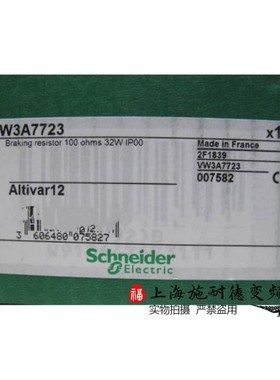 W3A7723
x1
Braking resistor 100 ohms 32W IP00
Made in France
2F1839
VW3A7723
007582
Altivar12
3 606480 075827
Schneider
Electric
福
上海施耐德变频
实物拍摄 严禁盗用